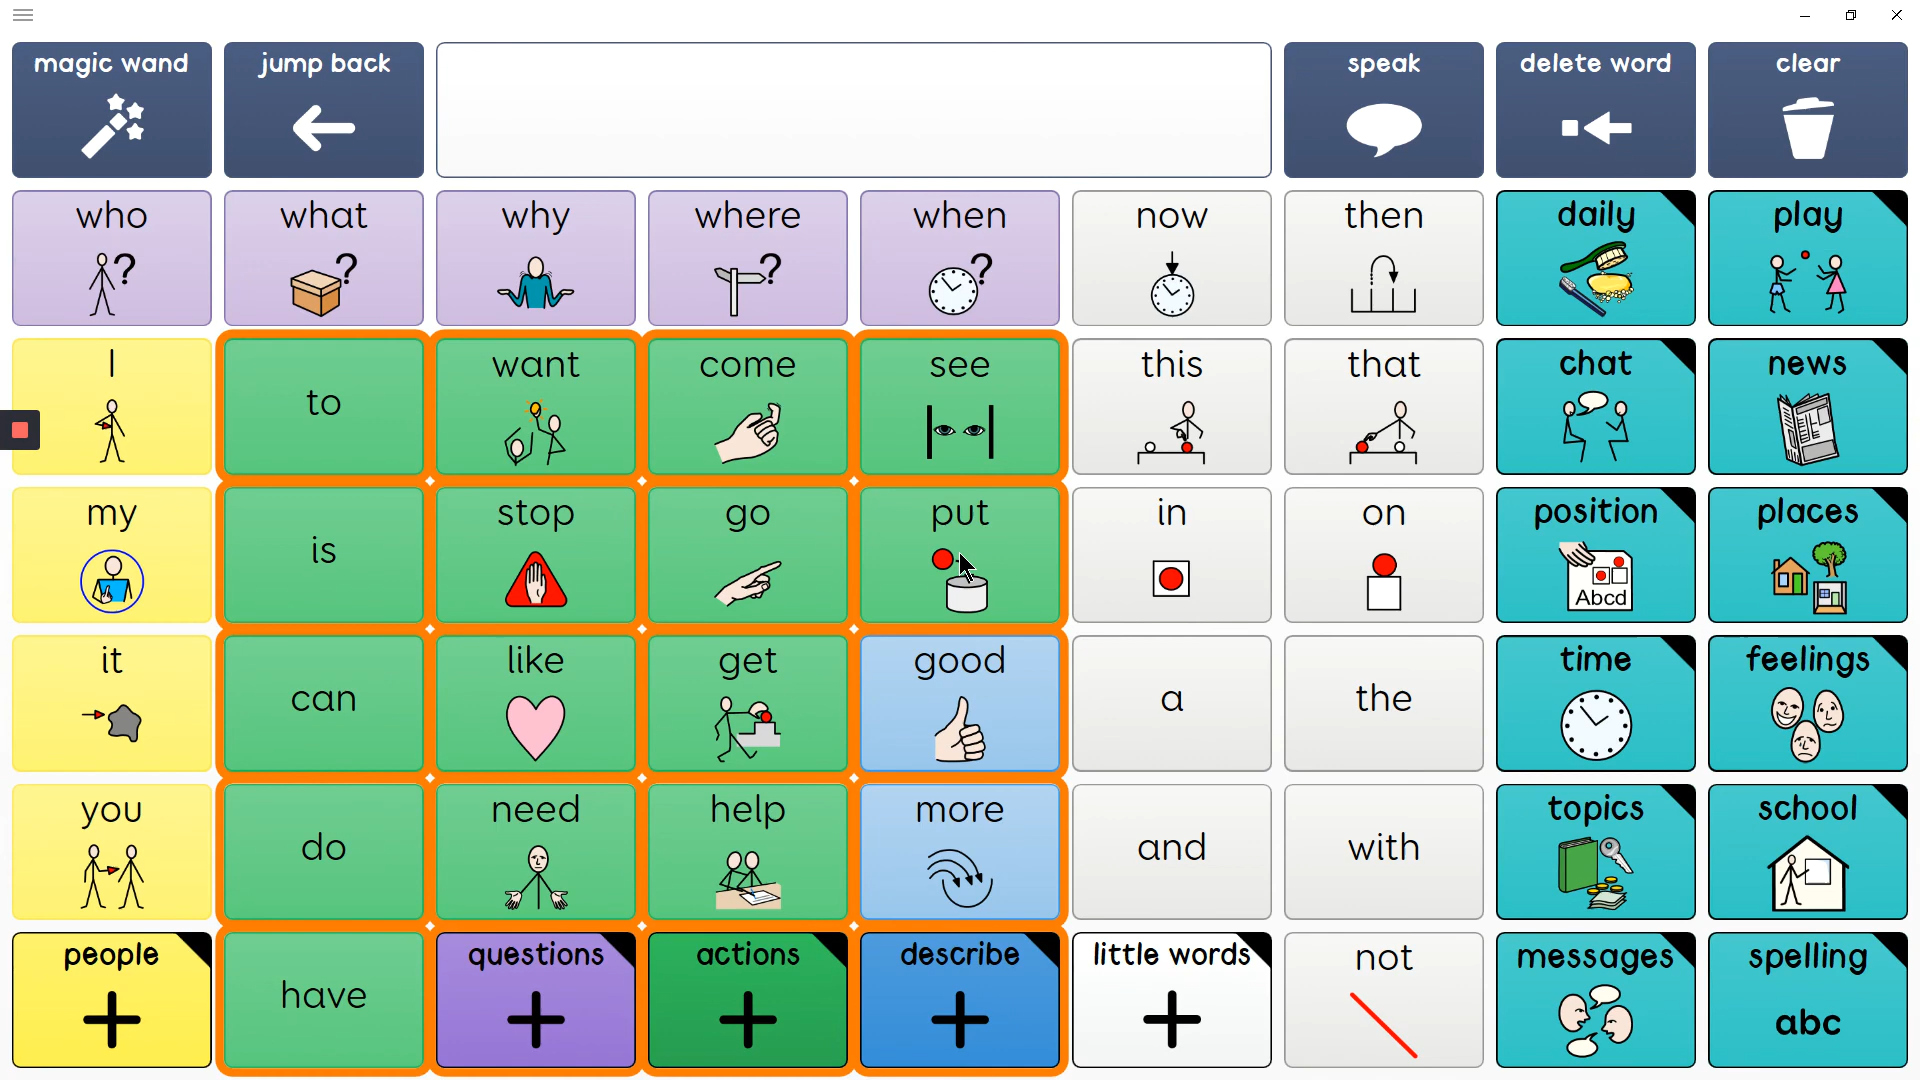 magic wand
jump back
speak
delete word
clear
who
?
what
?
why
where
?
when
?
now
then
daily
play
I
to
want
come
see
this
that
chat
news
my
is
stop
go
put
in
on
position
Abcd
places
it
can
like
get
good
a
the
time
feelings
you
do
need
help
more
and
with
topics
school
people
have
questions
actions
describe
little words
not
messages
spelling
abc